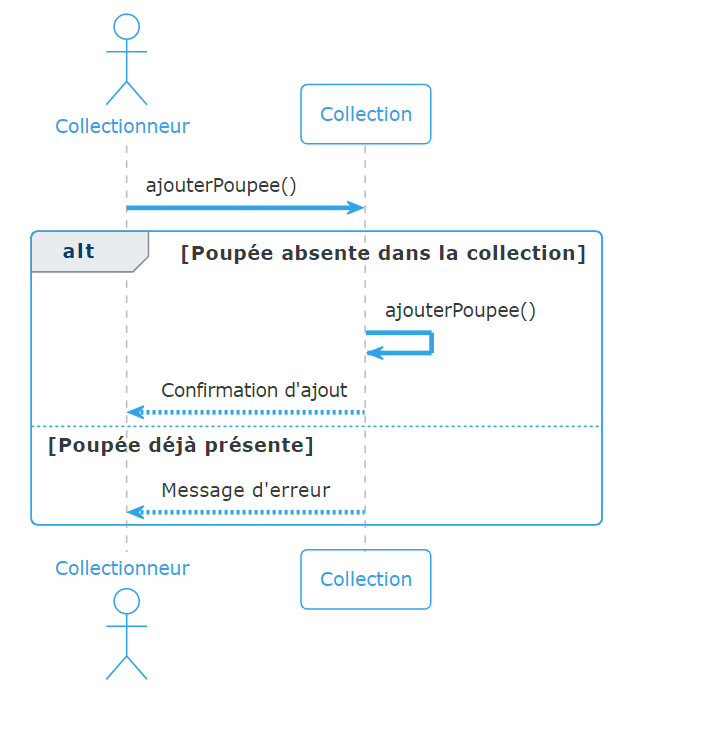 Collectionneur
Collection
ajouterPoupee()
alt
[Poupée absente dans la collection]
ajouterPoupee()
Confirmation d'ajout
[Poupée déjà présente]
Message d'erreur
Collectionneur
Collection